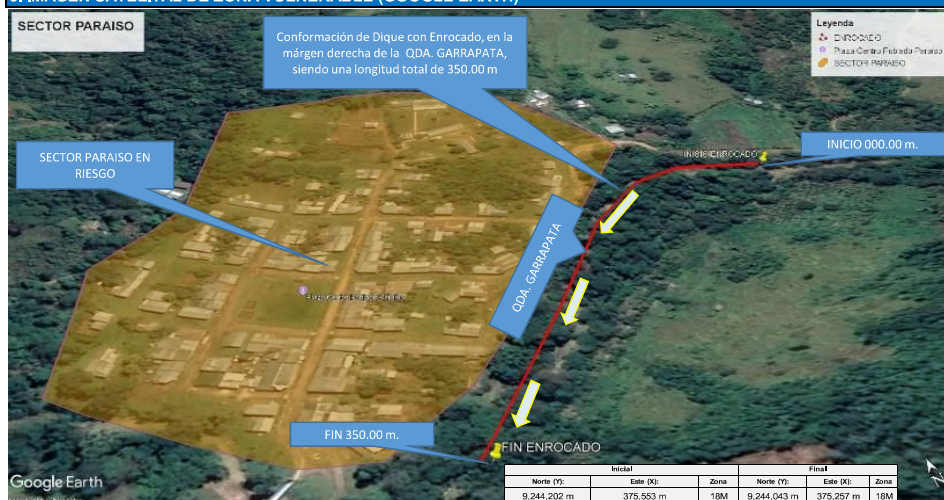 SECTOR PARAISO
Conformación de Dique con Enrocado, en la
márgen derecha de la QDA. GARRAPATA,
siendo una longitud total de 350.00 m
Leyenda
ENROCADO
Plaza Centro Poblado Paraiso
SECTOR PARAISO
INICIO ENROCADO
INICIO 000.00 m.
SECTOR PARAISO EN
RIESGO
QDA. GARRAPATA
FIN 350.00 m.
FIN ENROCADO
Google Earth
Inicial Final
Norte (Y): Este (X): Zona Norte (Y): Este (X): Zona
9,244,202 m 375,553 m 18M 9,244,043 m 375,257 m 18M